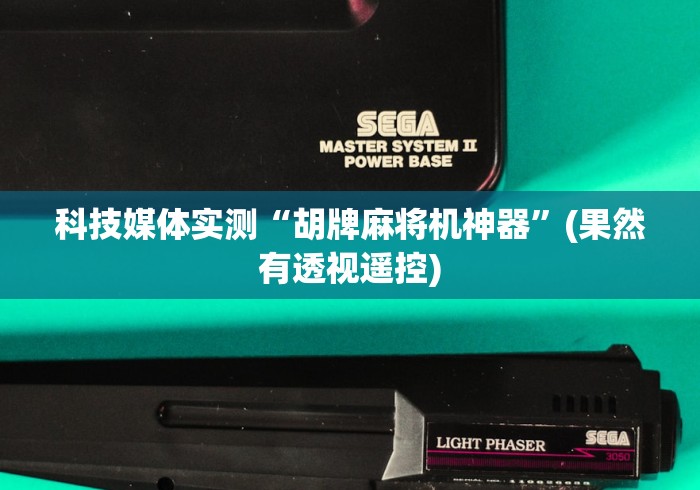 SEGA
MASTER SYSTEM II
POWER BASE
科技媒体实测“胡牌麻将机神器”(果然
有透视遥控)
LIGHT PHASER
SEGA
3050